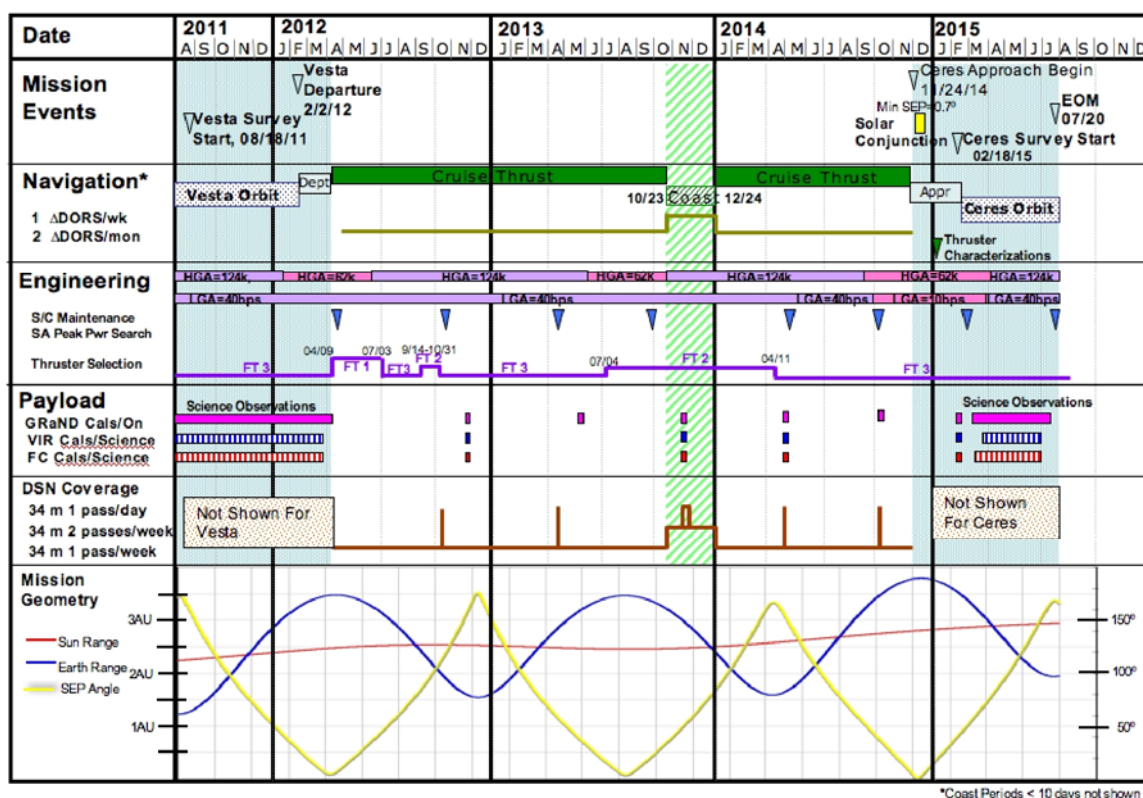 Date
2011
2012
2013
2014
2015
A S O N D
J F M A M J J A S O N D
J F M A M J J A S O N D
J F M A M J J A S O N D
J F M A M J J A S O N D
Mission
Events
Vesta
Departure
2/2/12
Vesta Survey
Start, 08/18/11
Ceres Approach Begin
11/24/14
Min SEP=0.7º
Solar
Conjunction
EOM
07/20
Ceres Survey Start
02/18/15
Navigation*
Vesta Orbit
Dept
Cruise Thrust
10/23 Coast 12/24
Cruise Thrust
Appr
Ceres Orbit
1 ΔDORS/wk
2 ΔDORS/mon
Thruster
Characterizations
Engineering
HGA=124k,
HGA=62k
HGA=124k
HGA=62k
HGA=124k
HGA=62k
HGA=124k
LGA=40bps
LGA=40bps
LGA=40bps
LGA=10bps
LGA=40bps
S/C Maintenance
SA Peak Pwr Search
Thruster Selection
FT 3
04/09
FT 1
07/03
FT3
9/14-10/31
FT 2
FT 3
07/04
FT 2
04/11
FT 3
Payload
Science Observations
Science Observations
GRaND Cals/On
VIR Cals/Science
FC Cals/Science
DSN Coverage
34 m 1 pass/day
34 m 2 passes/week
34 m 1 pass/week
Not Shown For
Vesta
Not Shown
For Ceres
Mission
Geometry
3AU
2AU
1AU
Sun Range
Earth Range
SEP Angle
150º
100º
50º
*Coast Periods < 10 days not shown